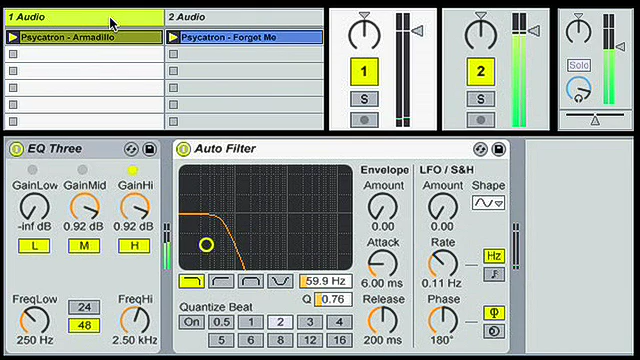 1 Audio
2 Audio
Psycatron - Armadillo
Psycatron - Forget Me
1
2
S
S
Solo
EQ Three
Auto Filter
GainLow
GainMid
GainHi
-inf dB
0.92 dB
0.92 dB
L
M
H
FreqLow
24
48
FreqHi
250 Hz
2.50 kHz
59.9 Hz
Q
0.76
Quantize Beat
On
0.5
1
2
3
4
5
6
8
12
16
Envelope
Amount
0.00
Attack
6.00 ms
Release
200 ms
LFO / S&H
Amount
Shape
0.00
Rate
Hz
0.11 Hz
Phase
180°